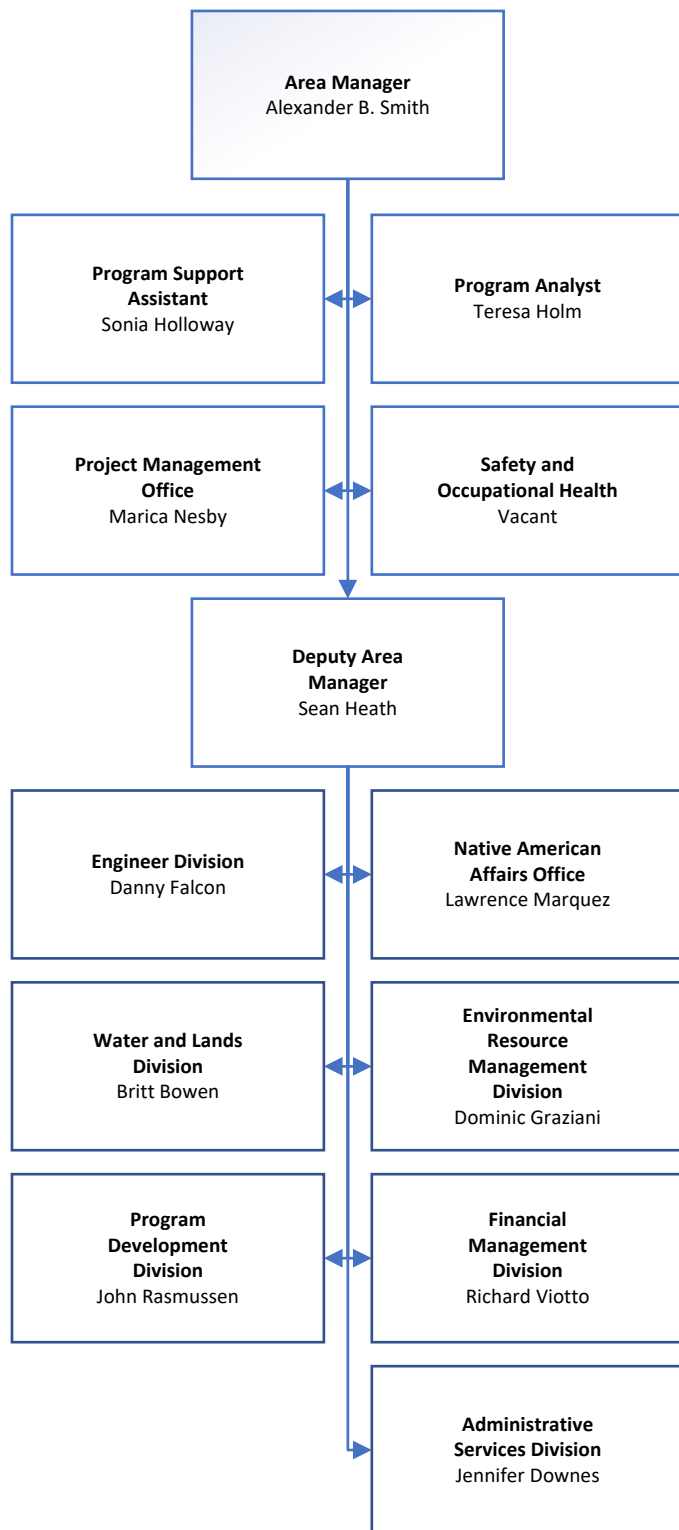 Area Manager
Alexander B. Smith
Program Support
Assistant
Sonia Holloway
Program Analyst
Teresa Holm
Project Management
Office
Marica Nesby
Safety and
Occupational Health
Vacant
Deputy Area
Manager
Sean Heath
Engineer Division
Danny Falcon
Native American
Affairs Office
Lawrence Marquez
Water and Lands
Division
Britt Bowen
Environmental
Resource
Management
Division
Dominic Graziani
Program
Development
Division
John Rasmussen
Financial
Management
Division
Richard Viotto
Administrative
Services Division
Jennifer Downes